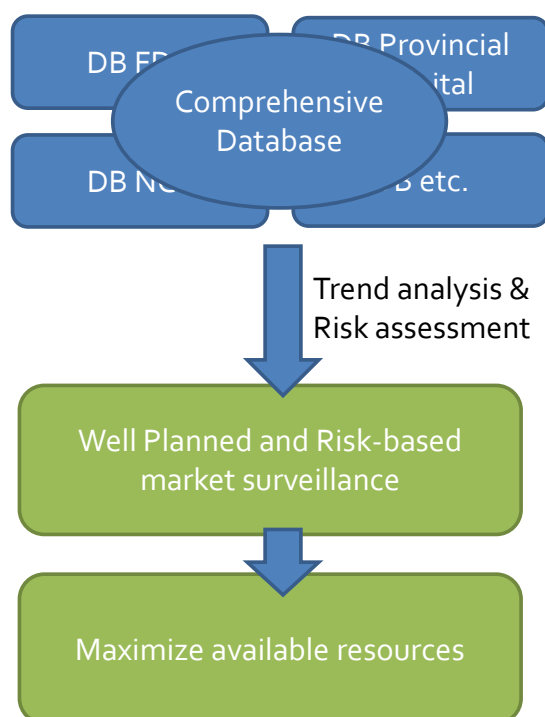 DB
DB Provincial
Comprehensive
Database
DB
etc.
Trend analysis &
Risk assessment
Well Planned and Risk-based
market surveillance
Maximize available resources